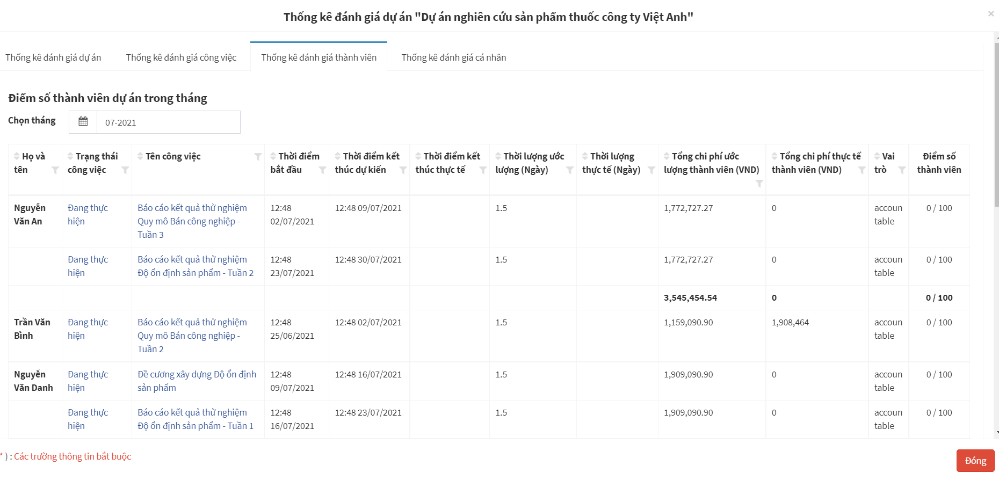 Thống kê đánh giá dự án "Dự án nghiên cứu sản phẩm thuốc công ty Việt Anh"
×
Thống kê đánh giá dự án
Thống kê đánh giá công việc
Thống kê đánh giá thành viên
Thống kê đánh giá cá nhân
Điểm số thành viên dự án trong tháng
Chọn tháng
07-2021
Họ và
tên
Trạng thái
công việc
Tên công việc
Thời điểm
bắt đầu
Thời điểm kết
thúc dự kiến
Thời điểm kết
thúc thực tế
Thời lượng ước
lượng (Ngày)
Thời lượng
thực tế (Ngày)
Tổng chi phí ước
lượng thành viên (VND)
Tổng chi phí thực tế
thành viên (VND)
Vai
trò
Điểm số
thành viên
Nguyễn
Văn An
Đang thực
hiện
Báo cáo kết quả thử nghiệm
Quy mô Bán công nghiệp -
Tuần 3
12:48
02/07/2021
12:48 09/07/2021
1.5
1,772,727.27
0
accoun
table
0 / 100
Đang thực
hiện
Báo cáo kết quả thử nghiệm
Độ ổn định sản phẩm - Tuần 2
12:48
23/07/2021
12:48 30/07/2021
1.5
1,772,727.27
0
accoun
table
0 / 100
3,545,454.54
0
0 / 100
Trần Văn
Bình
Đang thực
hiện
Báo cáo kết quả thử nghiệm
Quy mô Bán công nghiệp -
Tuần 2
12:48
25/06/2021
12:48 02/07/2021
1.5
1,159,090.90
1,908,464
accoun
table
0 / 100
Nguyễn
Văn Danh
Đang thực
hiện
Đề cương xây dựng Độ ổn định
sản phẩm
12:48
09/07/2021
12:48 16/07/2021
1.5
1,909,090.90
0
accoun
table
0 / 100
Đang thực
hiện
Báo cáo kết quả thử nghiệm
Độ ổn định sản phẩm - Tuần 1
12:48
16/07/2021
12:48 23/07/2021
1.5
1,909,090.90
0
accoun
table
0 / 100
* ) : Các trường thông tin bắt buộc
Đóng